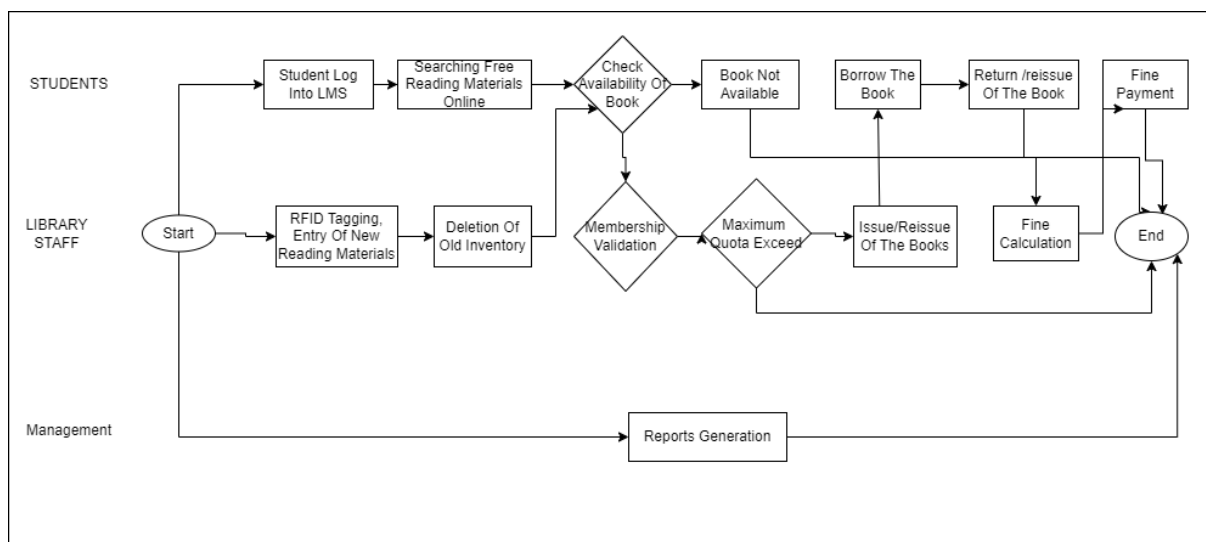 STUDENTS
Student Log
Into LMS
Searching Free
Reading Materials
Online
Check
Availability Of
Book
Book Not
Available
Borrow The
Book
Return /reissue
Of The Book
Fine
Payment
LIBRARY
STAFF
Start
RFID Tagging,
Entry Of New
Reading Materials
Deletion Of
Old Inventory
Membership
Validation
Maximum
Quota Exceed
Issue/Reissue
Of The Books
Fine
Calculation
End
Management
Reports Generation